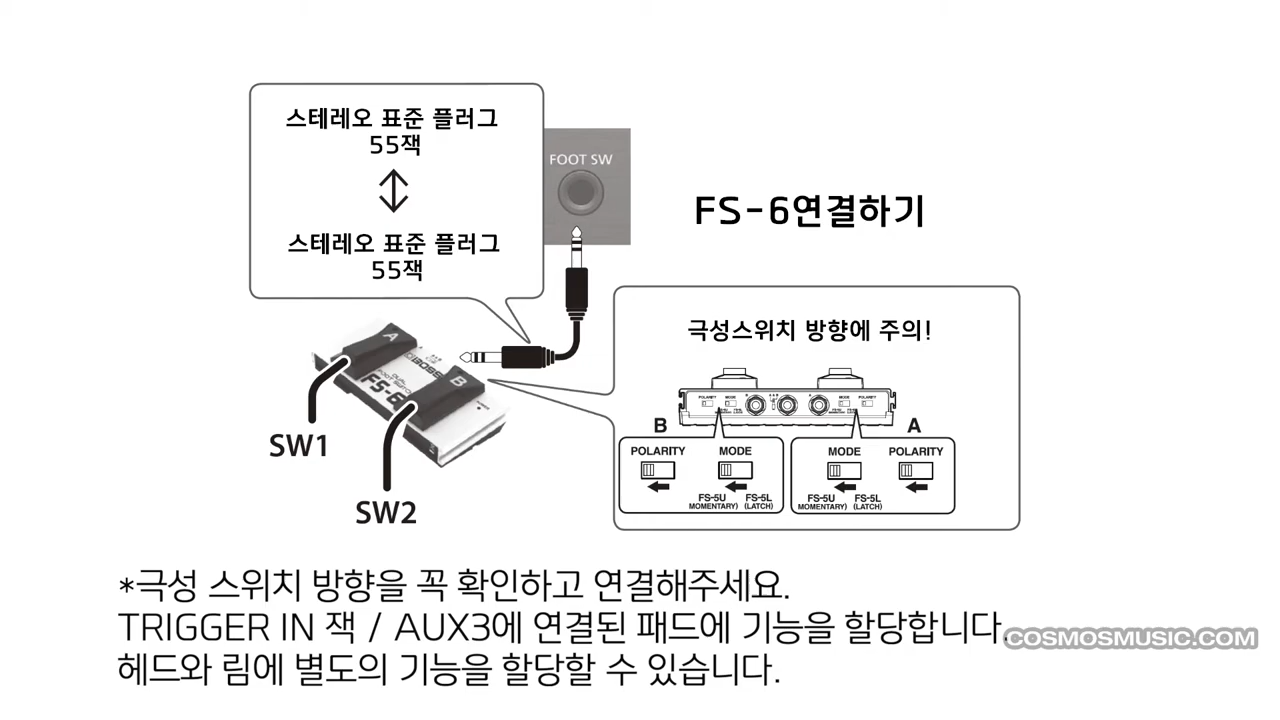 스테레오 표준 플러그
55잭
스테레오 표준 플러그
55잭
FOOT SW
FS-6연결하기
극성스위치 방향에 주의!
A
B
BOSS
FS-6
SW1
SW2
POLARITY MODE
MODE POLARITY
B
A
POLARITY MODE
FS-5U FS-5L
MOMENTARY) (LATCH)
MODE POLARITY
FS-5U FS-5L
MOMENTARY) (LATCH)
*극성 스위치 방향을 꼭 확인하고 연결해주세요.
TRIGGER IN 잭 / AUX3에 연결된 패드에 기능을 할당합니다.
헤드와 림에 별도의 기능을 할당할 수 있습니다.
COSMOSMUSIC.COM